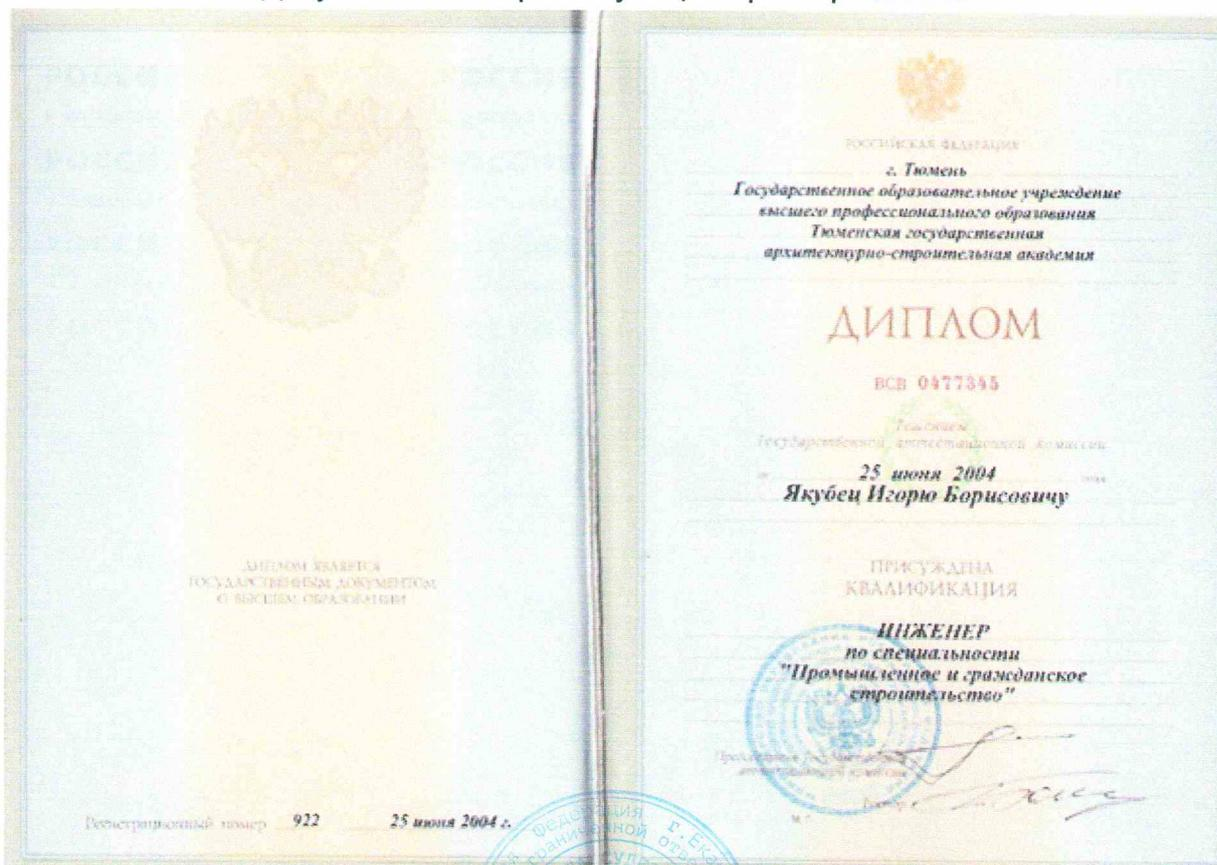 ДИПЛОМ ЯВЛЯЕТСЯ
ГОСУДАРСТВЕННЫМ ДОКУМЕНТОМ
О ВЫСШЕМ ОБРАЗОВАНИИ
Регистрационный номер 922 25 июня 2004 г.
РОССИЙСКАЯ ФЕДЕРАЦИЯ
г. Тюмень
Государственное образовательное учреждение
высшего профессионального образования
Тюменская государственная
архитектурно-строительная академия
ДИПЛОМ
ВСВ 0477345
Решением
Государственной аттестационной комиссии
25 июня 2004
Якубец Игорю Борисовичу
ПРИСУЖДЕНА
КВАЛИФИКАЦИЯ
ИНЖЕНЕР
по специальности
"Промышленное и гражданское
строительство"
Ректор
М.П.